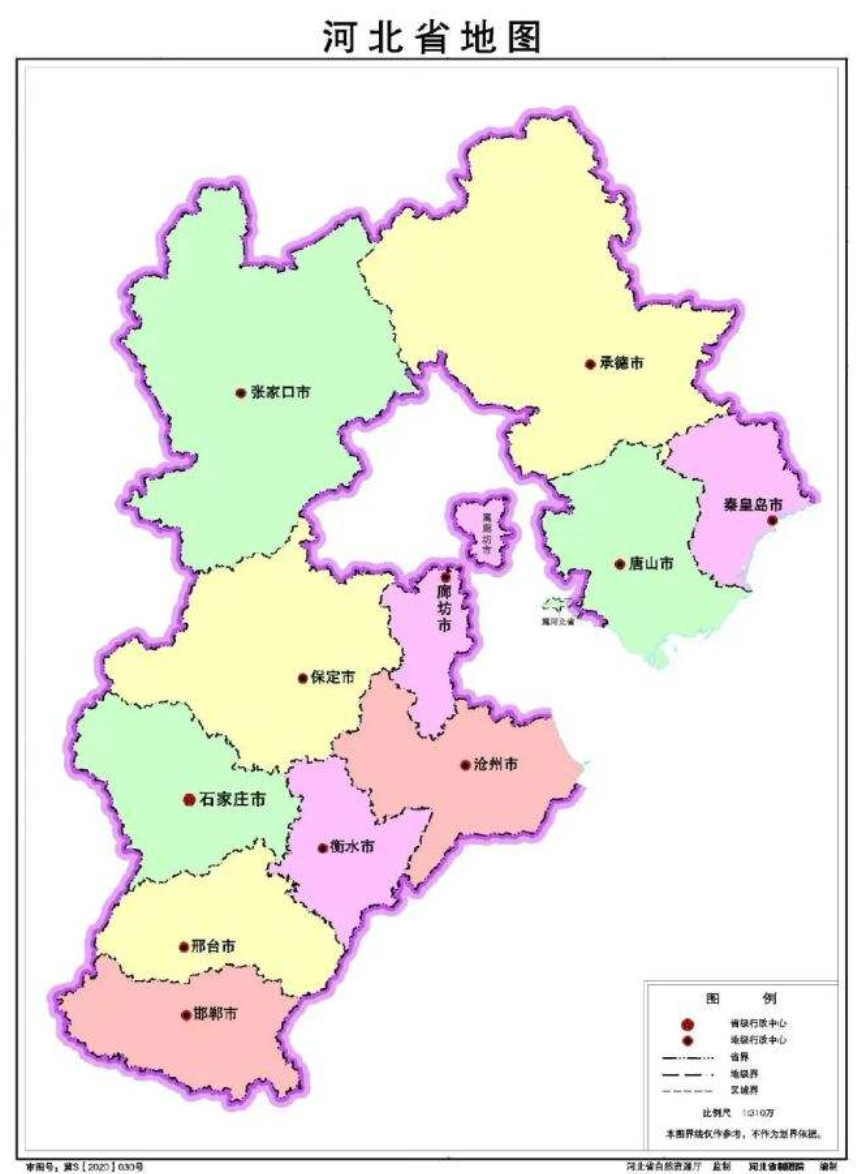 河北省地图
承德市
张家口市
秦皇岛市
属廊坊市
唐山市
廊坊市
属河北省
保定市
沧州市
石家庄市
衡水市
邢台市
邯郸市
图 例
省级行政中心
地级行政中心
省界
地级界
区域界
比例尺 1:310万
本图界线仅作参考，不作为划界依据。
审图号：冀S【2020】030号
河北省自然资源厅 监制 河北省制图院 编制